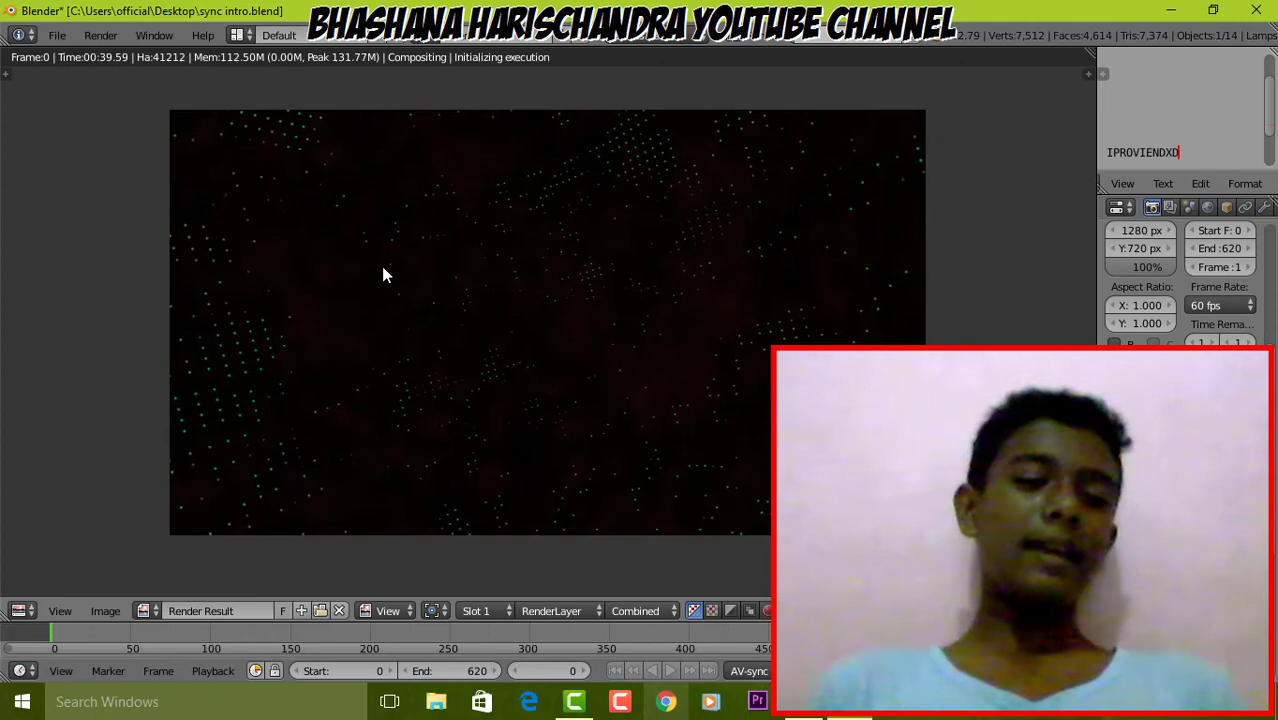 Blender* [C:\Users\official\Desktop\sync intro.blend]
BHASHANA HARISCHANDRA YOUTUBE CHANNEL
File Render Window Help Default
2.79 | Verts:7,512 | Faces:4,614 | Tris:7,374 | Objects:1/14 | Lamps
Frame:0 | Time:00:39.59 | Ha:41212 | Mem:112.50M (0.00M, Peak 131.77M) | Compositing | Initializing execution
IPROVIENDXD
View Text Edit Format
1280 px Start F: 0
Y:720 px End :620
100% Frame :1
Aspect Ratio: Frame Rate:
X: 1.000 60 fps
Y: 1.000 Time Rema...
View Image Render Result F View Slot 1 RenderLayer Combined
0 50 100 150 200 250 300 350 400 450
View Marker Frame Playback Start: 0 End: 620 0 AV-sync
Search Windows
Pr